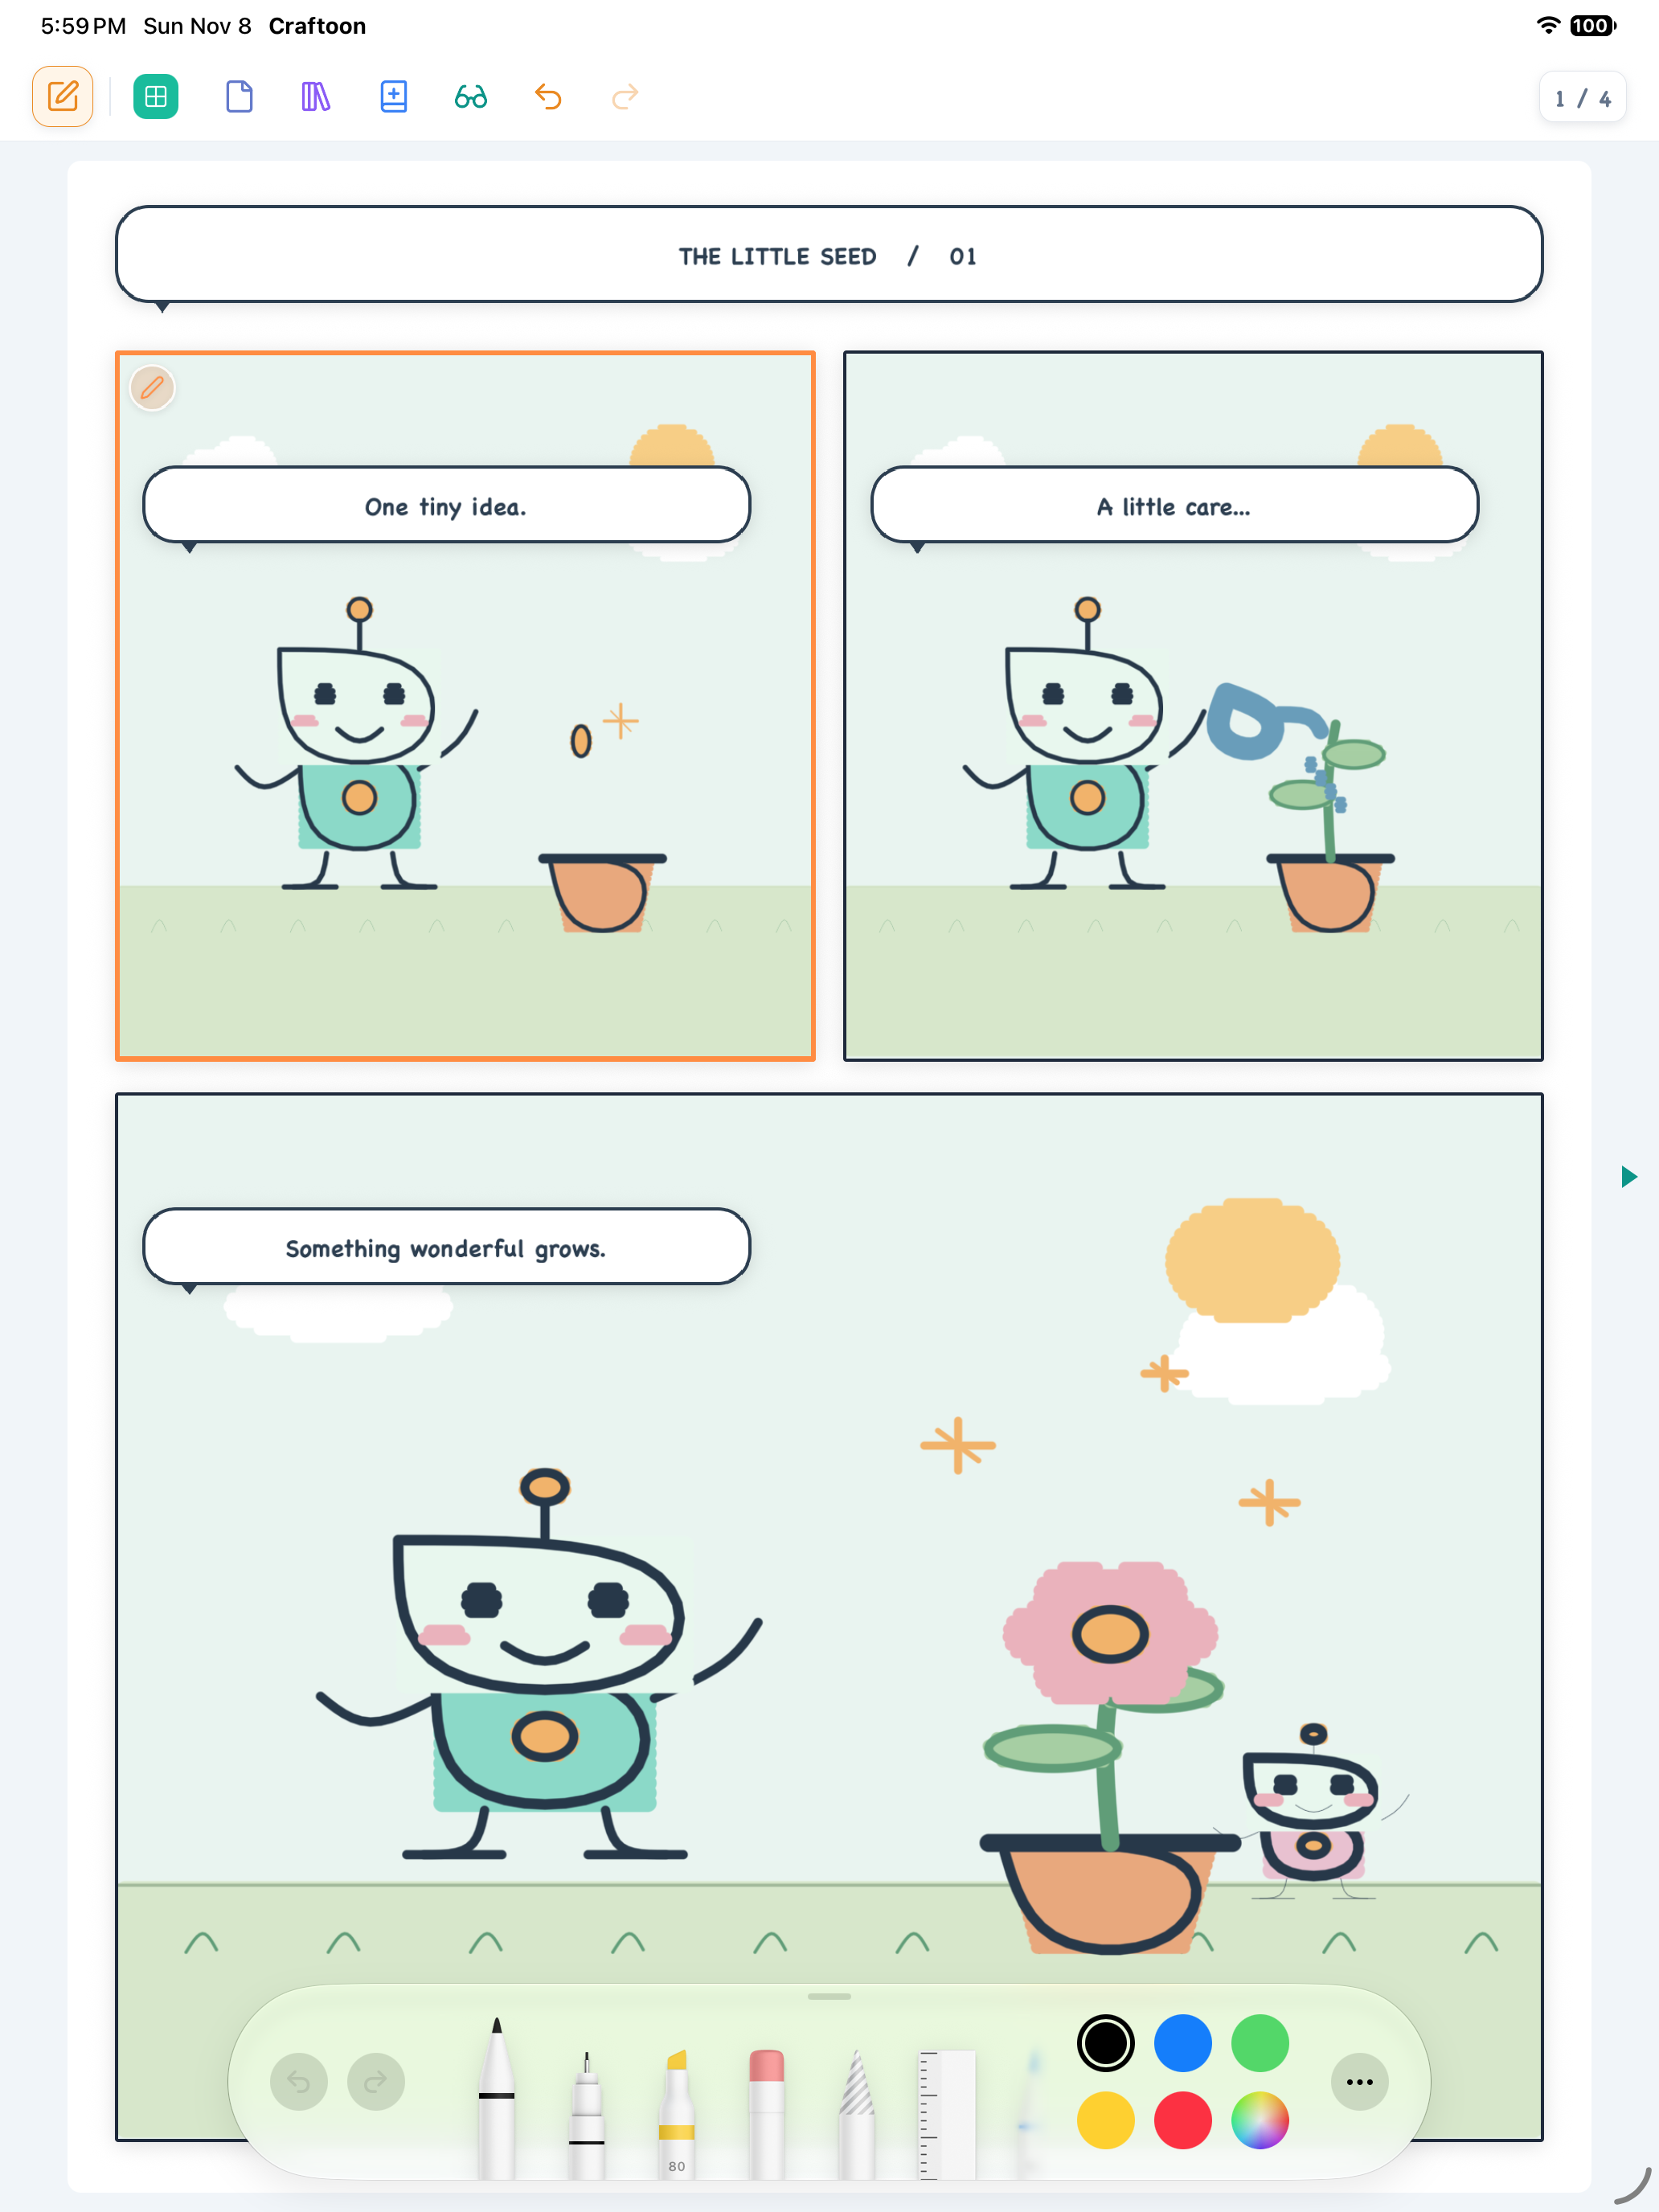 5:59 PM Sun Nov 8 Craftoon 100
1 / 4
THE LITTLE SEED / 01
One tiny idea.
A little care...
Something wonderful grows.
80